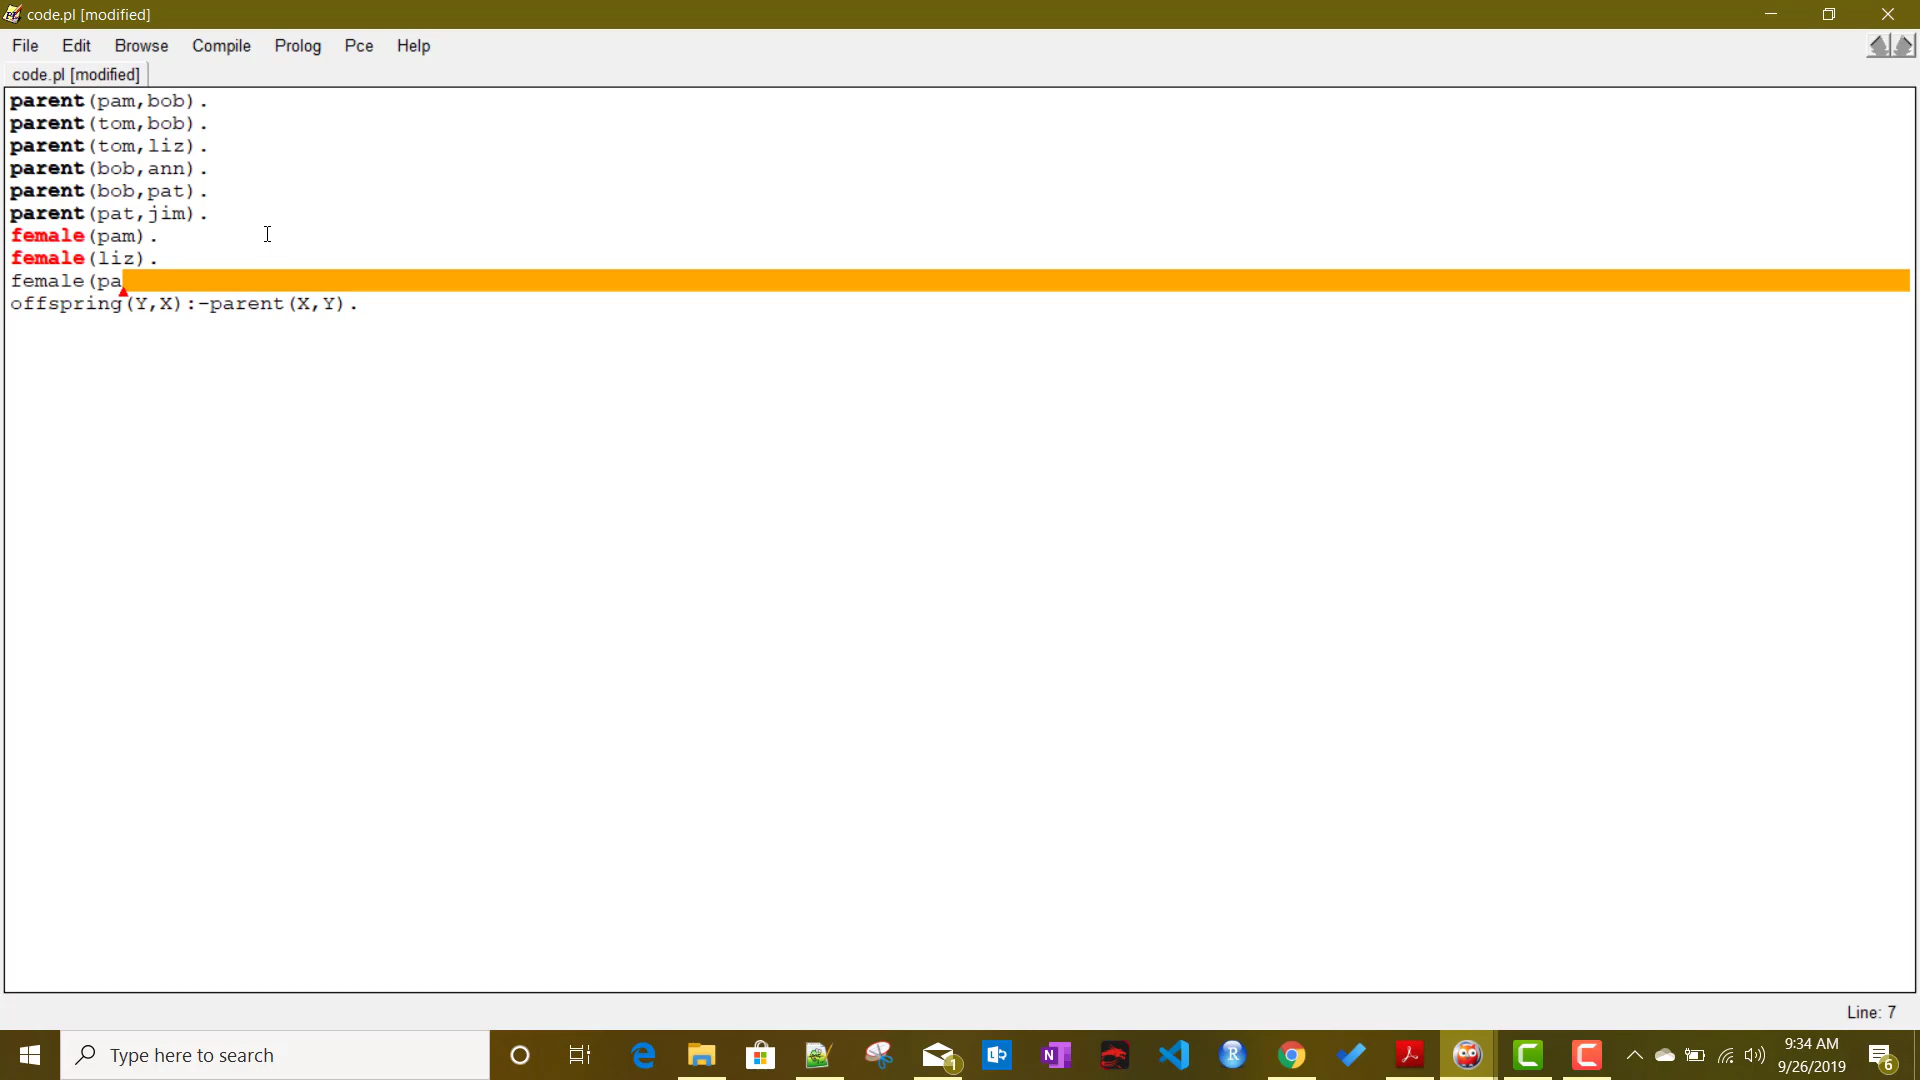 code.pl [modified]
File Edit Browse Compile Prolog Pce Help
code.pl [modified]
parent(pam,bob).
parent(tom,bob).
parent(tom,liz).
parent(bob,ann).
parent(bob,pat).
parent(pat,jim).
female(pam).
female(liz).
female(pa
offspring(Y,X):-parent(X,Y).
Line: 7
Type here to search
9:34 AM
9/26/2019
1
6